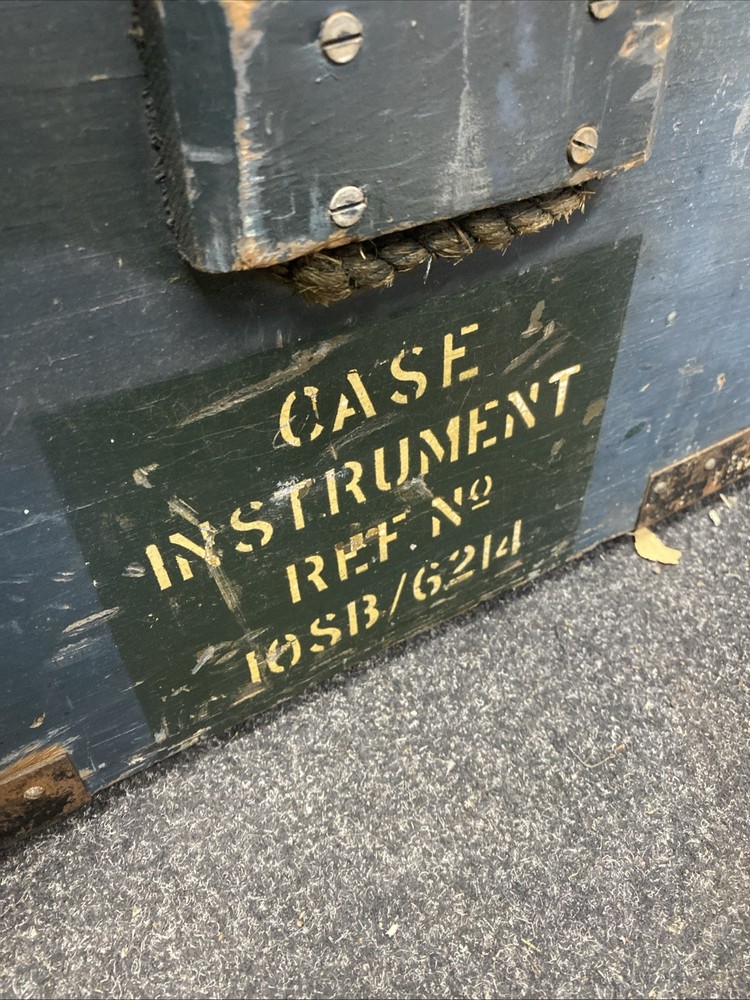 CASE
INSTRUMENT
REF Nº
10SB/6214